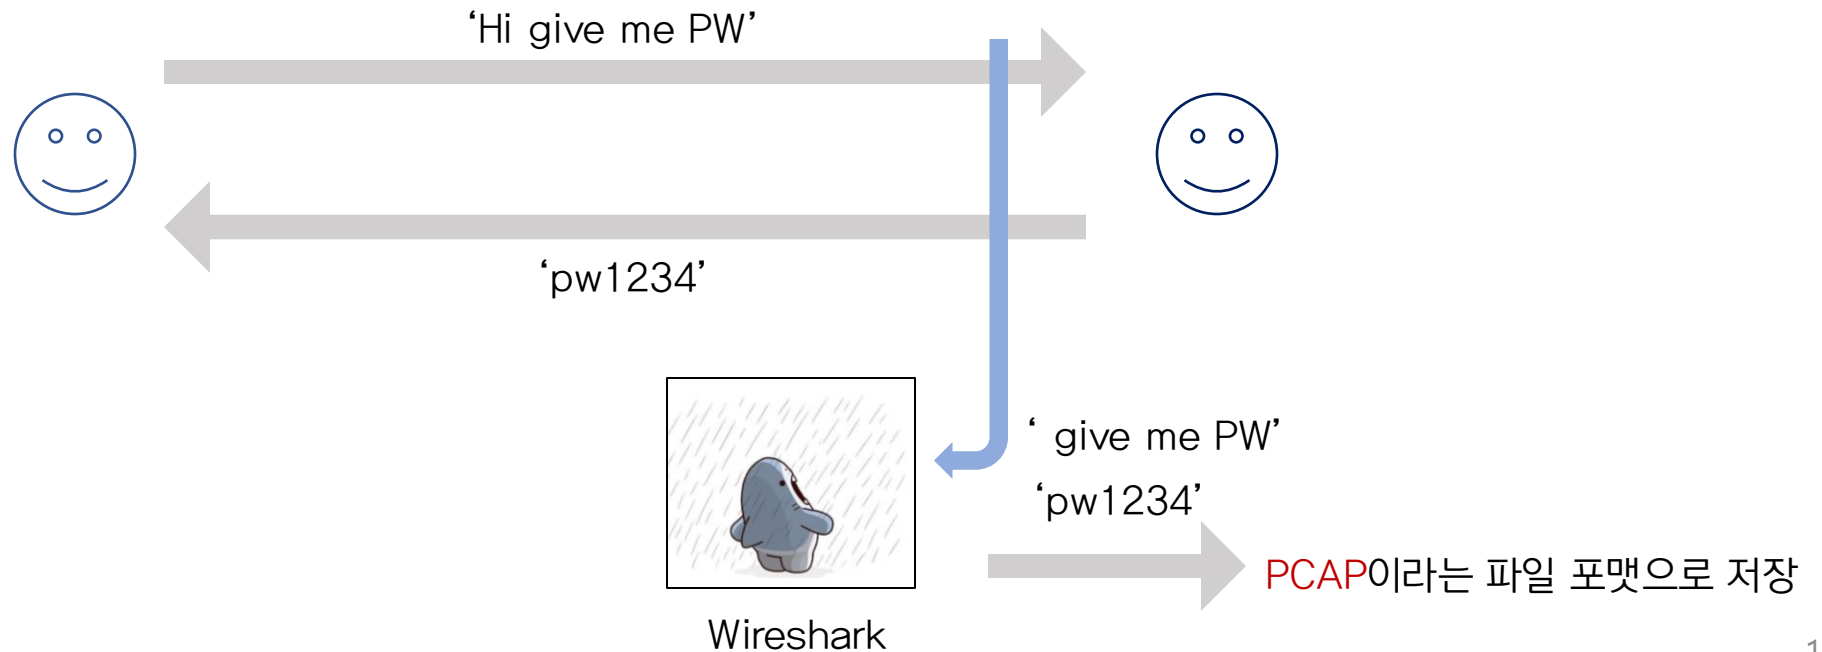 ‘Hi give me PW’
‘pw1234’
‘ give me PW’
‘pw1234’
PCAP이라는 파일 포맷으로 저장
Wireshark
1